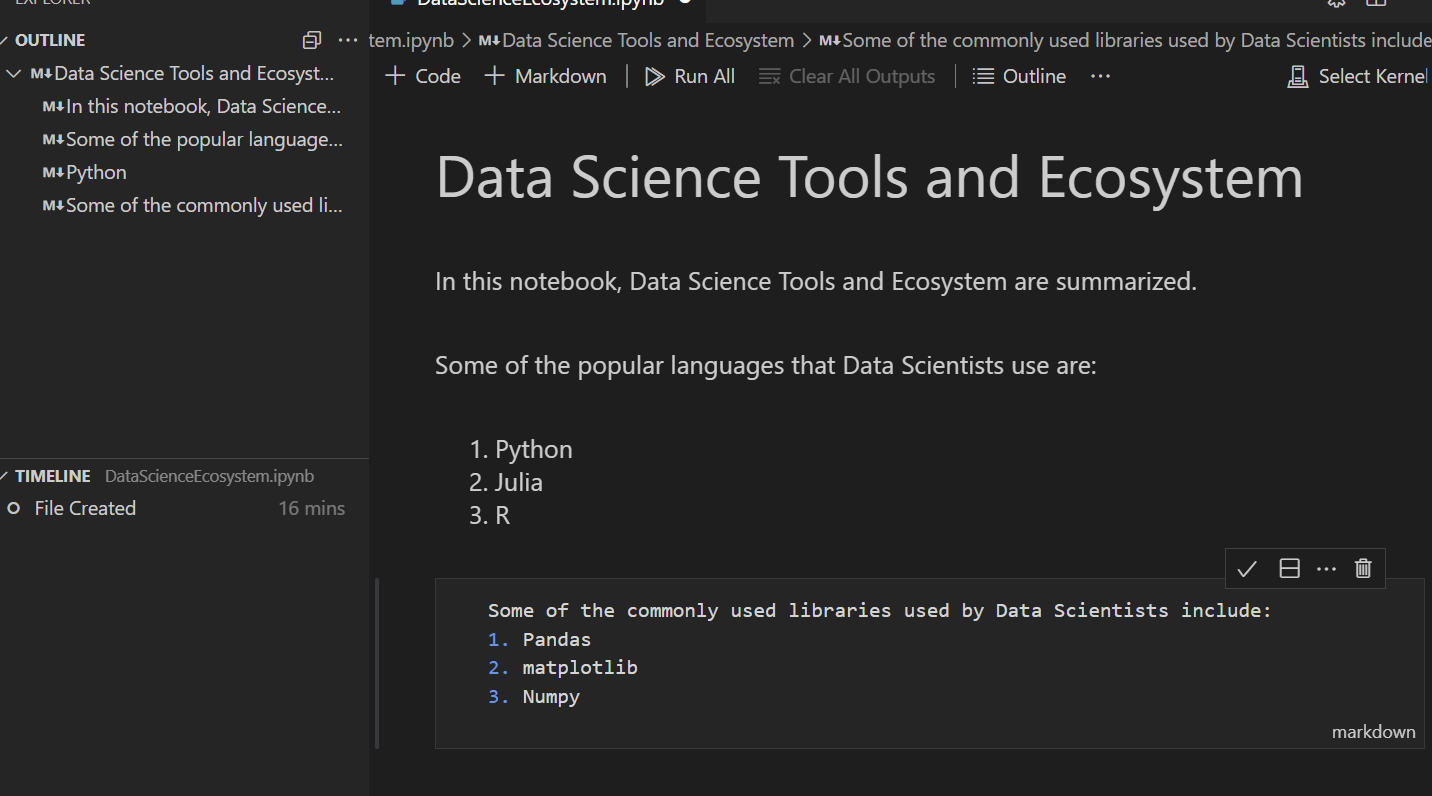 EXPLORER
DataScienceEcosystem.ipynb
OUTLINE
Data Science Tools and Ecosyst...
In this notebook, Data Science...
Some of the popular language...
Python
Some of the commonly used li...
TIMELINE DataScienceEcosystem.ipynb
File Created 16 mins
tem.ipynb > M↓Data Science Tools and Ecosystem > M↓Some of the commonly used libraries used by Data Scientists include
+ Code + Markdown | Run All Clear All Outputs | Outline ... Select Kernel
Data Science Tools and Ecosystem
In this notebook, Data Science Tools and Ecosystem are summarized.
Some of the popular languages that Data Scientists use are:
1. Python
2. Julia
3. R
Some of the commonly used libraries used by Data Scientists include:
1. Pandas
2. matplotlib
3. Numpy
markdown